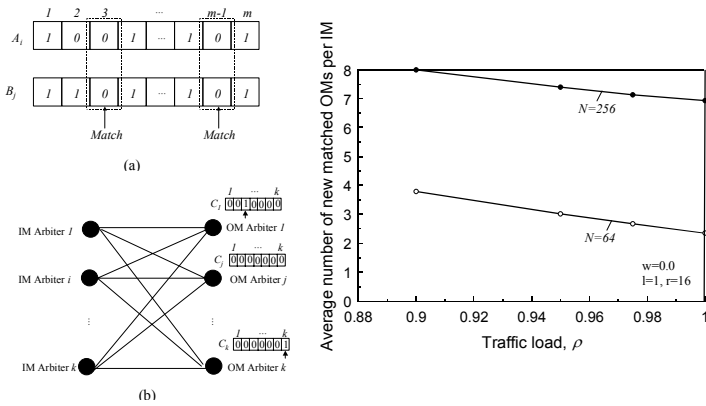 1 2 3 ... m-1 m
A_i 1 0 0 1 ... 1 0 1
B_j 1 1 0 1 ... 1 0 1
Match Match
(a)
1 ... k
C_1 0 0 1 0 0 0 0
IM Arbiter 1 OM Arbiter 1
1 ... k
C_j 0 0 0 0 0 0 0
IM Arbiter i OM Arbiter j
... ...
1 ... k
C_k 0 0 0 0 0 0 1
IM Arbiter k OM Arbiter k
(b)
Average number of new matched OMs per IM
8
7
6
5
4
3
2
1
0
N=256
N=64
w=0.0
l=1, r=16
0.88 0.9 0.92 0.94 0.96 0.98 1
Traffic load, ρ